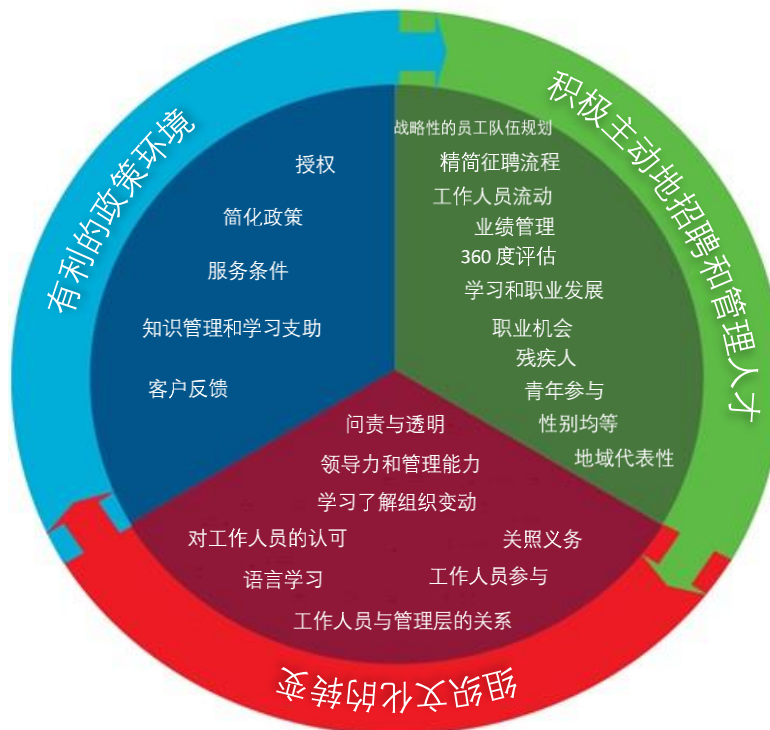 有利的政策环境
授权
简化政策
服务条件
知识管理和学习支助
客户反馈
积极主动地招聘和管理人才
战略性的员工队伍规划
精简征聘流程
工作人员流动
业绩管理
360 度评估
学习和职业发展
职业机会
残疾人
青年参与
性别均等
地域代表性
问责与透明
领导力和管理能力
学习了解组织变动
对工作人员的认可
关照义务
语言学习
工作人员参与
工作人员与管理层的关系
组织文化的转变